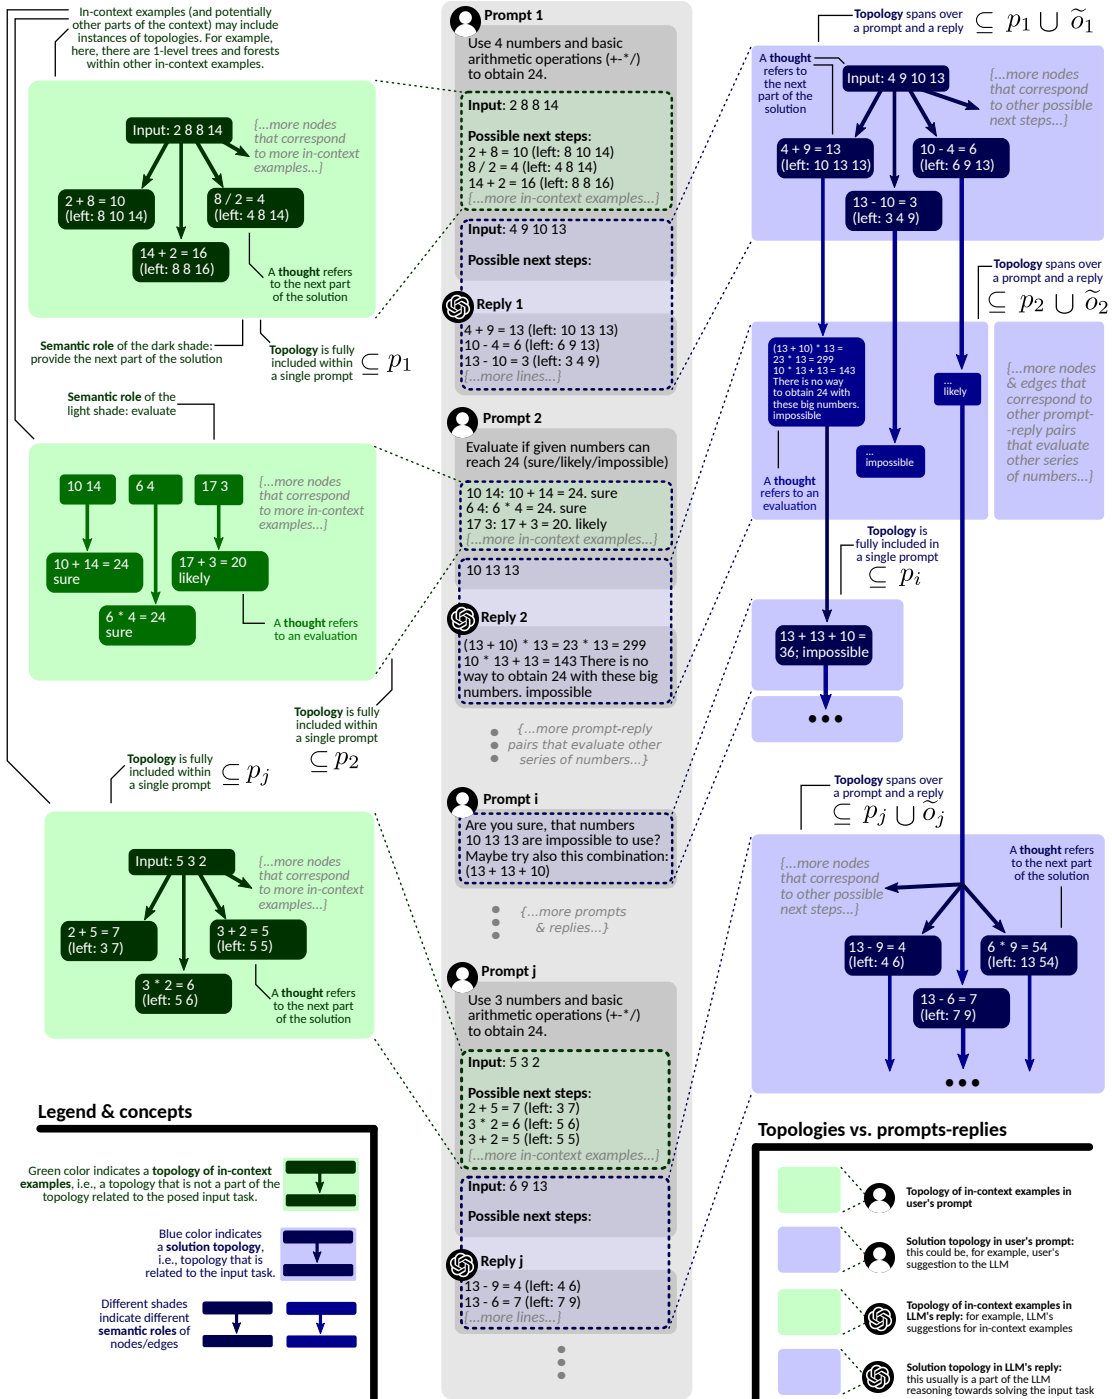 In-context examples (and potentially
other parts of the context) may include
instances of topologies. For example,
here, there are 1-level trees and forests
within other in-context examples.
Input: 2 8 8 14
{...more nodes
that correspond
to more in-context
examples...}
2 + 8 = 10
(left: 8 10 14)
8 / 2 = 4
(left: 4 8 14)
14 + 2 = 16
(left: 8 8 16)
A thought refers
to the next part
of the solution
Semantic role of the dark shade:
provide the next part of the solution
Topology is fully
included within
a single prompt
⊆ p1
Semantic role of the
light shade: evaluate
10 14
6 4
17 3
{...more nodes
that correspond
to more in-context
examples...}
10 + 14 = 24
sure
17 + 3 = 20
likely
6 * 4 = 24
sure
A thought refers
to an evaluation
Topology is fully
included within
a single prompt
⊆ p2
Topology is fully
included within
a single prompt
⊆ pj
Input: 5 3 2
{...more nodes
that correspond
to more in-context
examples...}
2 + 5 = 7
(left: 3 7)
3 + 2 = 5
(left: 5 5)
3 * 2 = 6
(left: 5 6)
A thought refers
to the next part
of the solution
Legend & concepts
Green color indicates a topology of in-context
examples, i.e., a topology that is not a part of the
topology related to the posed input task.
Blue color indicates
a solution topology,
i.e., topology that is
related to the input task.
Different shades
indicate different
semantic roles of
nodes/edges
Prompt 1
Use 4 numbers and basic
arithmetic operations (+-*/)
to obtain 24.
Input: 2 8 8 14
Possible next steps:
2 + 8 = 10 (left: 8 10 14)
8 / 2 = 4 (left: 4 8 14)
14 + 2 = 16 (left: 8 8 16)
{...more in-context examples...}
Input: 4 9 10 13
Possible next steps:
Reply 1
4 + 9 = 13 (left: 10 13 13)
10 - 4 = 6 (left: 6 9 13)
13 - 10 = 3 (left: 3 4 9)
{...more lines...}
Prompt 2
Evaluate if given numbers can
reach 24 (sure/likely/impossible)
10 14: 10 + 14 = 24. sure
6 4: 6 * 4 = 24. sure
17 3: 17 + 3 = 20. likely
{...more in-context examples...}
10 13 13
Reply 2
(13 + 10) * 13 = 23 * 13 = 299
10 * 13 + 13 = 143 There is no
way to obtain 24 with these big
numbers. impossible
{...more prompt-reply
pairs that evaluate other
series of numbers...}
Prompt i
Are you sure, that numbers
10 13 13 are impossible to use?
Maybe try also this combination:
(13 + 13 + 10)
{...more prompts
& replies...}
Prompt j
Use 3 numbers and basic
arithmetic operations (+-*/)
to obtain 24.
Input: 5 3 2
Possible next steps:
2 + 5 = 7 (left: 3 7)
3 * 2 = 6 (left: 5 6)
3 + 2 = 5 (left: 5 5)
{...more in-context examples...}
Input: 6 9 13
Possible next steps:
Reply j
13 - 9 = 4 (left: 4 6)
13 - 6 = 7 (left: 7 9)
{...more lines...}
Topology spans over
a prompt and a reply
⊆ p1 ∪ õ1
A thought
refers to
the next
part of the
solution
Input: 4 9 10 13
{...more nodes
that correspond
to other possible
next steps...}
4 + 9 = 13
(left: 10 13 13)
10 - 4 = 6
(left: 6 9 13)
13 - 10 = 3
(left: 3 4 9)
Topology spans over
a prompt and a reply
⊆ p2 ∪ õ2
(13 + 10) * 13 =
23 * 13 = 299
10 * 13 + 13 = 143
There is no way
to obtain 24 with
these big numbers.
impossible
...
likely
...
impossible
{...more nodes
& edges that
correspond to
other prompt-
-reply pairs
that evaluate
other series
of numbers...}
A thought
refers to an
evaluation
Topology is
fully included in
a single prompt
⊆ pi
13 + 13 + 10 =
36; impossible
Topology spans over
a prompt and a reply
⊆ pj ∪ õj
{...more nodes
that correspond
to other possible
next steps...}
A thought refers
to the next part
of the solution
13 - 9 = 4
(left: 4 6)
6 * 9 = 54
(left: 13 54)
13 - 6 = 7
(left: 7 9)
Topologies vs. prompts-replies
Topology of in-context examples in
user's prompt
Solution topology in user's prompt:
this could be, for example, user's
suggestion to the LLM
Topology of in-context examples in
LLM's reply: for example, LLM's
suggestions for in-context examples
Solution topology in LLM's reply:
this usually is a part of the LLM
reasoning towards solving the input task